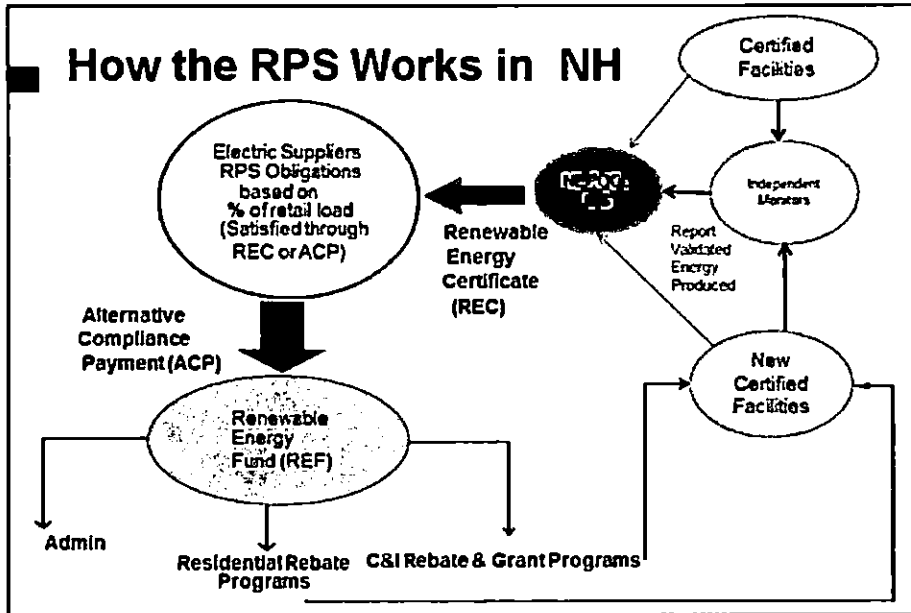 How the RPS Works in NH
Certified
Facilities
Electric Suppliers
RPS Obligations
based on
% of retail load
(Satisfied through
REC or ACP)
Independent
Monitors
Renewable
Energy
Certificate
(REC)
Report
Validated
Energy
Produced
Alternative
Compliance
Payment (ACP)
New
Certified
Facilities
Renewable
Energy
Fund (REF)
Admin
Residential Rebate
Programs
C&I Rebate & Grant Programs